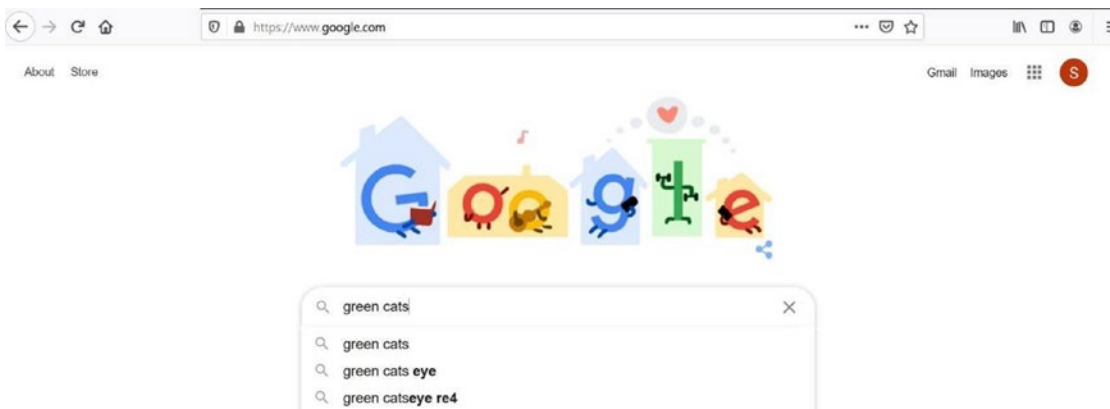 https://www.google.com
About Store
Gmail Images S
Google
green cats
green cats
green cats eye
green catseye re4